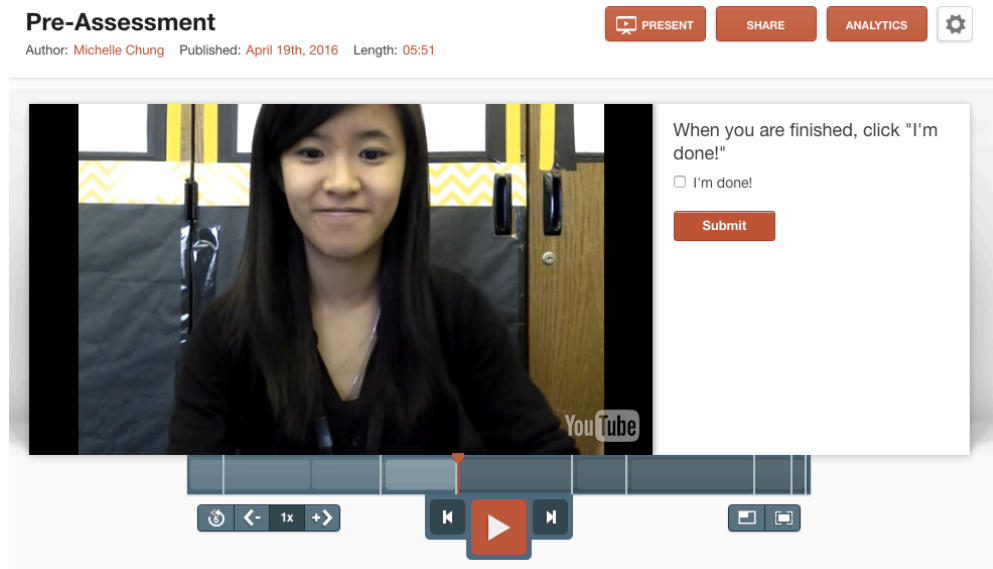 Pre-Assessment
Author: Michelle Chung Published: April 19th, 2016 Length: 05:51
PRESENT
SHARE
ANALYTICS
When you are finished, click "I'm
done!"
I'm done!
Submit
YouTube
5
1x